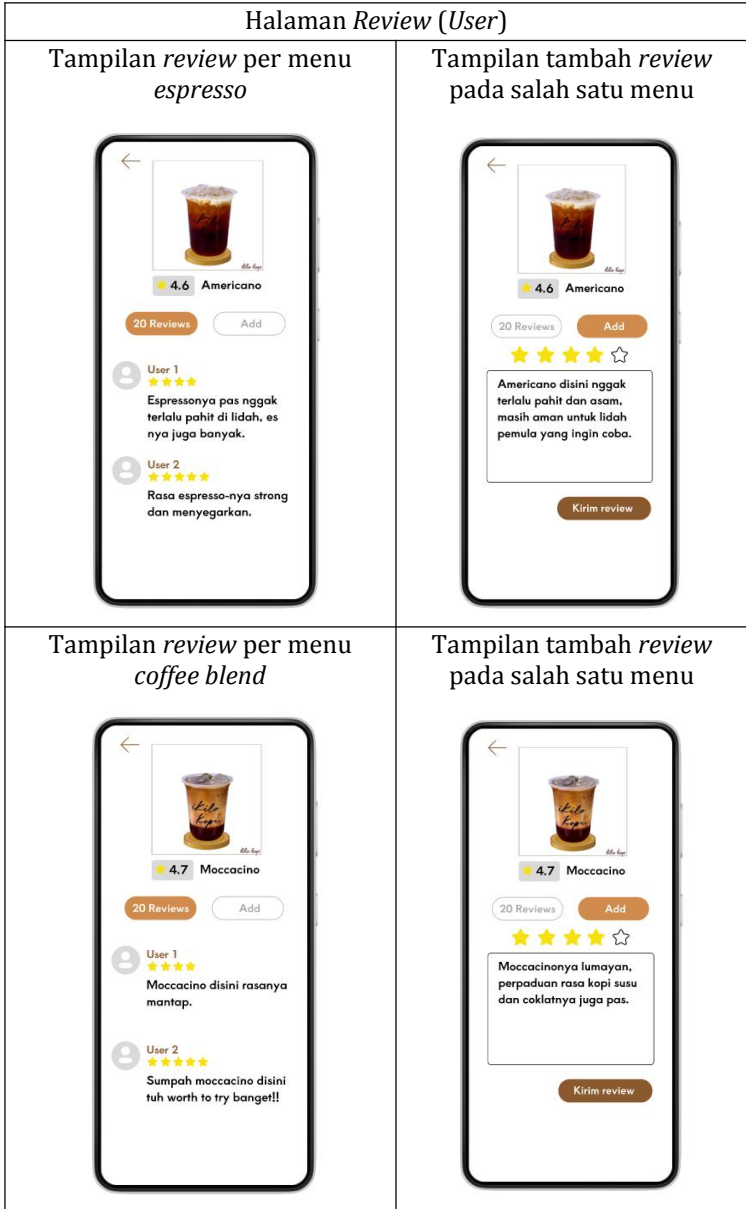 Halaman Review (User)
Tampilan review per menu
espresso
Tampilan tambah review
pada salah satu menu
4.6 Americano
20 Reviews Add
User 1
Espressonya pas nggak
terlalu pahit di lidah, es
nya juga banyak.
User 2
Rasa espresso-nya strong
dan menyegarkan.
4.6 Americano
20 Reviews Add
Americano disini nggak
terlalu pahit dan asam,
masih aman untuk lidah
pemula yang ingin coba.
Kirim review
Tampilan review per menu
coffee blend
Tampilan tambah review
pada salah satu menu
iKilo
Kopi
4.7 Moccacino
20 Reviews Add
User 1
Moccacino disini rasanya
mantap.
User 2
Sumpah moccacino disini
tuh worth to try banget!!
iKilo
Kopi
4.7 Moccacino
20 Reviews Add
Moccacinonya lumayan,
perpaduan rasa kopi susu
dan coklatnya juga pas.
Kirim review